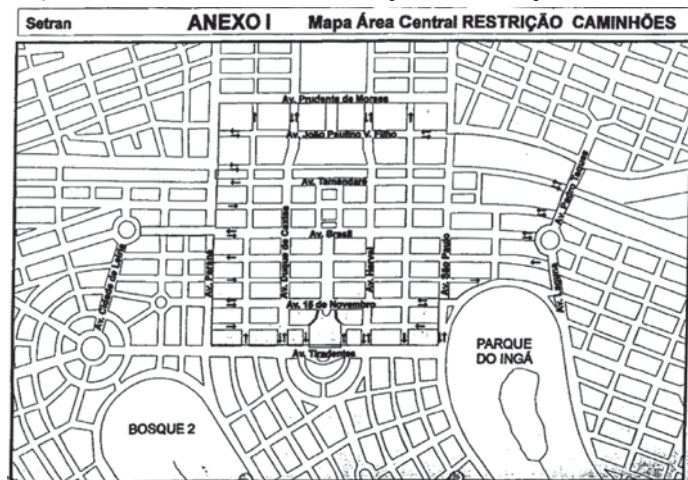 Setran ANEXO I Mapa Área Central RESTRIÇÃO CAMINHÕES
Av. Prudente de Moraes
Av. João Paulino V. Filho
Av. Pedro Taques
Av. Tamandaré
Av. Duque de Caxias
Av. Brasil
Av. Paraná
Av. Herval
Av. São Paulo
Av. Cidade de Leiria
Av. Laguna
Av. 15 de Novembro
Av. Tiradentes
PARQUE
DO INGÁ
BOSQUE 2